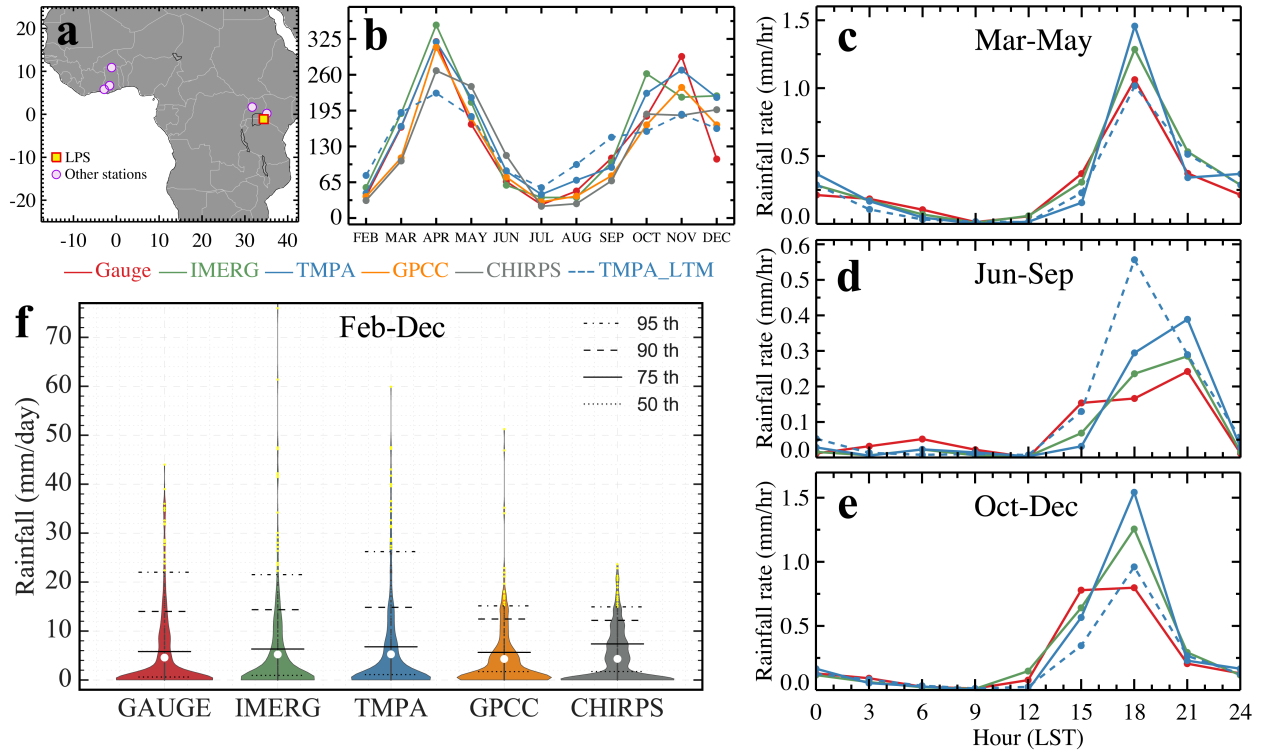 a
20
10
0
-10
-20
LPS
Other stations
-10 0 10 20 30 40
b
325
260
195
130
65
0
FEB MAR APR MAY JUN JUL AUG SEP OCT NOV DEC
Gauge IMERG TMPA GPCC CHIRPS TMPA_LTM
c
Mar-May
Rainfall rate (mm/hr)
1.5
1.0
0.5
0.0
d
Jun-Sep
Rainfall rate (mm/hr)
0.6
0.5
0.4
0.3
0.2
0.1
0.0
e
Oct-Dec
Rainfall rate (mm/hr)
1.5
1.0
0.5
0.0
0 3 6 9 12 15 18 21 24
Hour (LST)
f
Feb-Dec
95 th
90 th
75 th
50 th
Rainfall (mm/day)
70
60
50
40
30
20
10
0
GAUGE IMERG TMPA GPCC CHIRPS